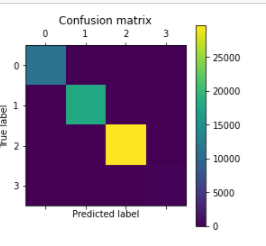 Confusion matrix
0 1 2 3
0
1
2
3
True label
Predicted label
25000
20000
15000
10000
5000
0